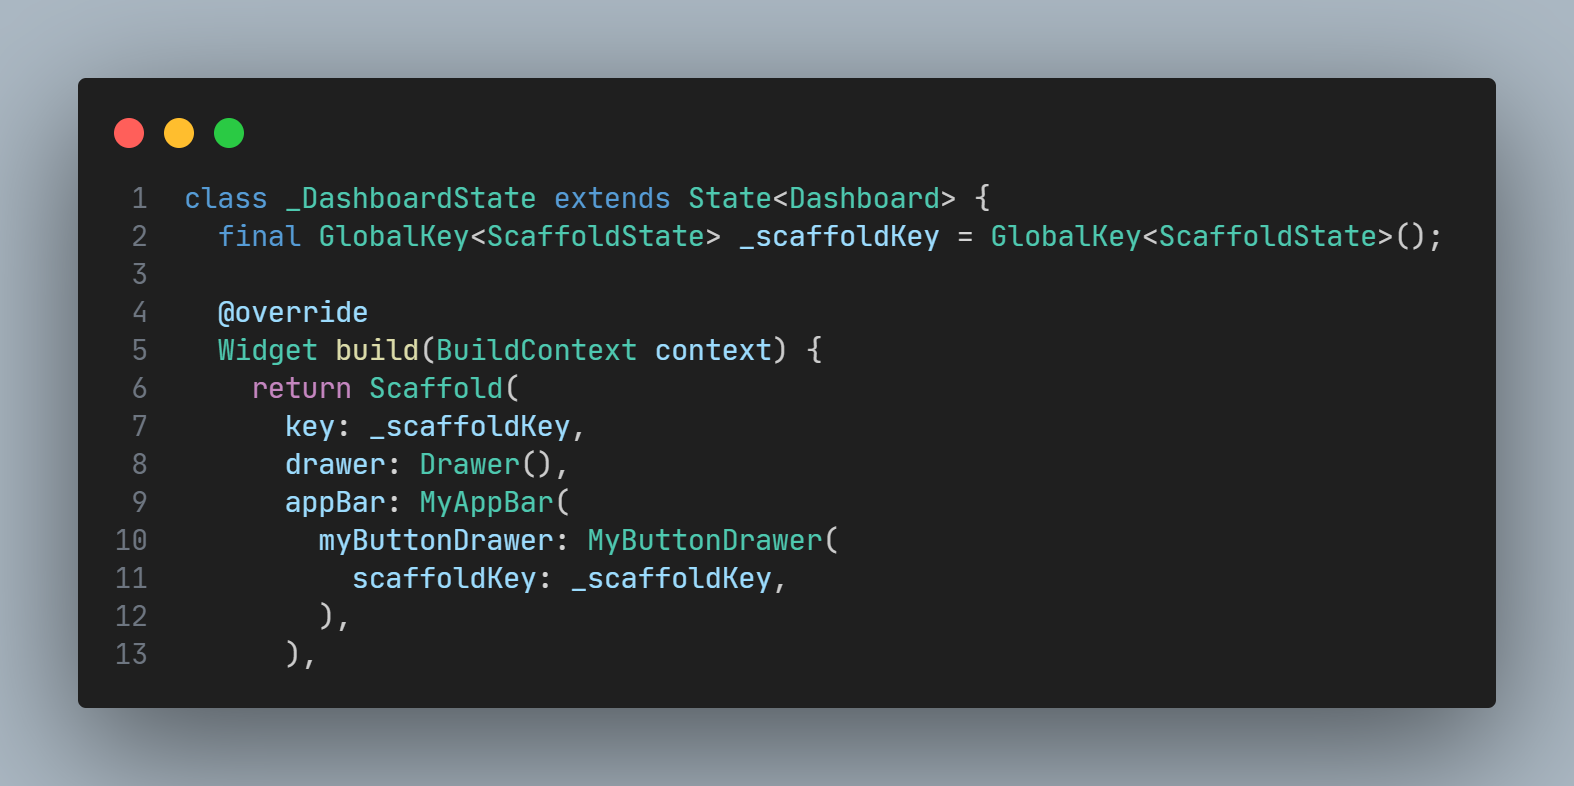 1 class _DashboardState extends State<Dashboard> {
2   final GlobalKey<ScaffoldState> _scaffoldKey = GlobalKey<ScaffoldState>();
3
4   @override
5   Widget build(BuildContext context) {
6     return Scaffold(
7       key: _scaffoldKey,
8       drawer: Drawer(),
9       appBar: MyAppBar(
10         myButtonDrawer: MyButtonDrawer(
11           scaffoldKey: _scaffoldKey,
12         ),
13       ),